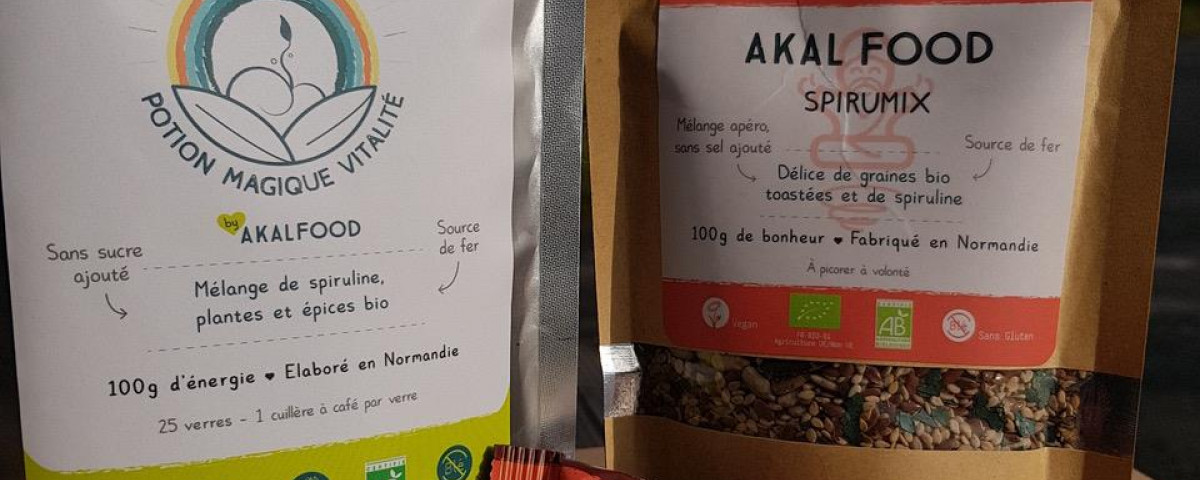 POTION MAGIQUE VITALITÉ
by AKALFOOD
Sans sucre
ajouté
Source
de fer
Mélange de spiruline,
plantes et épices bio
100g d'énergie ♥ Elaboré en Normandie
25 verres - 1 cuillère à café par verre
AKAL FOOD
SPIRUMIX
Mélange apéro,
sans sel ajouté
Source de fer
Délice de graines bio
toastées et de spiruline
100g de bonheur ♥ Fabriqué en Normandie
À picorer à volonté
vegan
AB
Sans Gluten